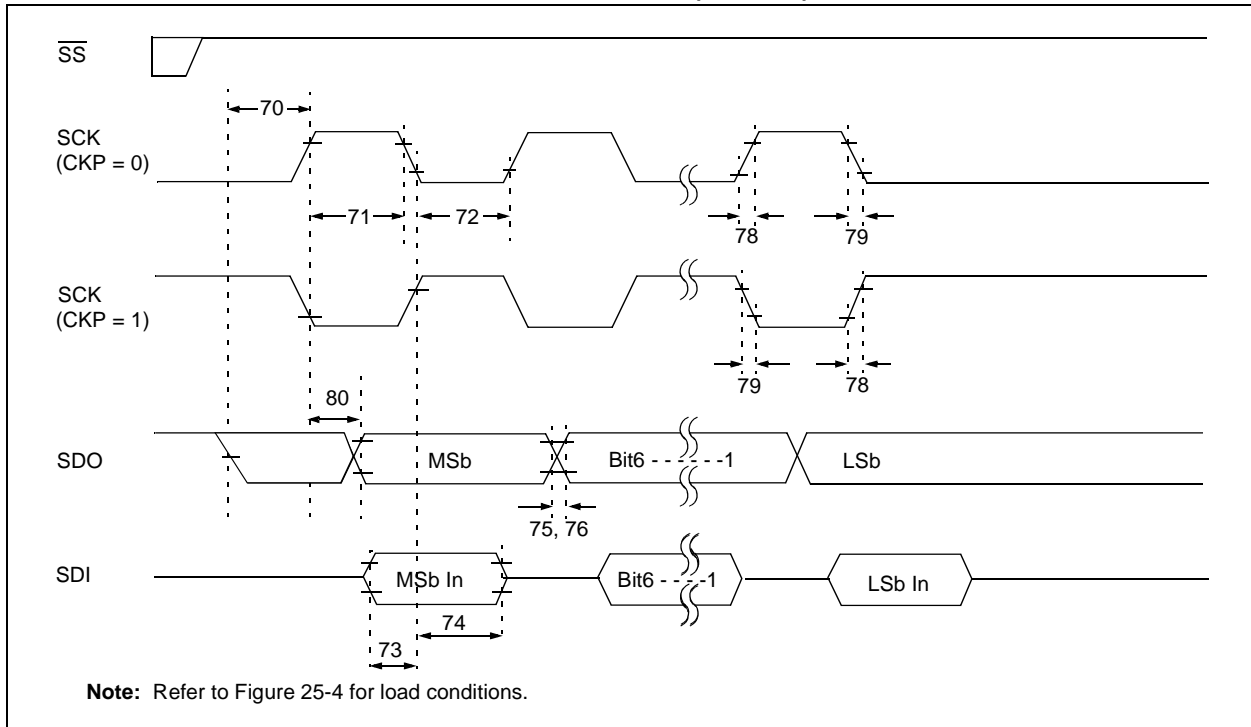 SS
70
SCK
(CKP = 0)
71
72
78
79
SCK
(CKP = 1)
79
78
80
SDO
MSb
Bit6 - - - - - -1
LSb
75, 76
SDI
MSb In
Bit6 - - - -1
LSb In
74
73
Note: Refer to Figure 25-4 for load conditions.